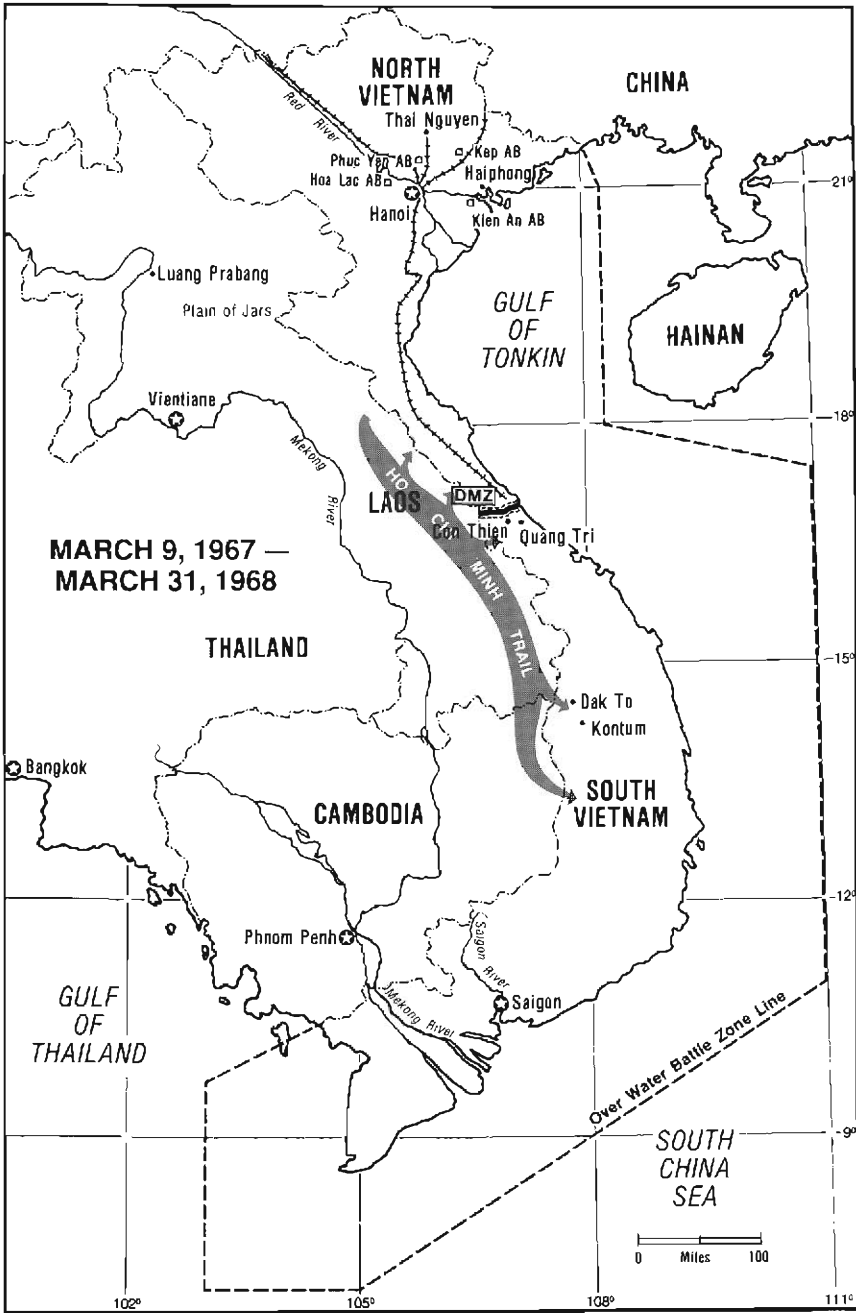 NORTH
VIETNAM
CHINA
Red River
Thai Nguyen
Phuc Yen AB
Kep AB
Hoa Lac AB
Haiphong
21°
Hanoi
Kien An AB
Luang Prabang
Plain of Jars
GULF
OF
TONKIN
HAINAN
Vientiane
18°
Mekong River
LAOS
DMZ
HO CHI MINH TRAIL
Con Thien
Quang Tri
MARCH 9, 1967 —
MARCH 31, 1968
THAILAND
15°
Dak To
Kontum
Bangkok
CAMBODIA
SOUTH
VIETNAM
12°
Phnom Penh
Saigon River
GULF
OF
THAILAND
Mekong River
Saigon
Over Water Battle Zone Line
9°
SOUTH
CHINA
SEA
0 Miles 100
102°
105°
108°
111°